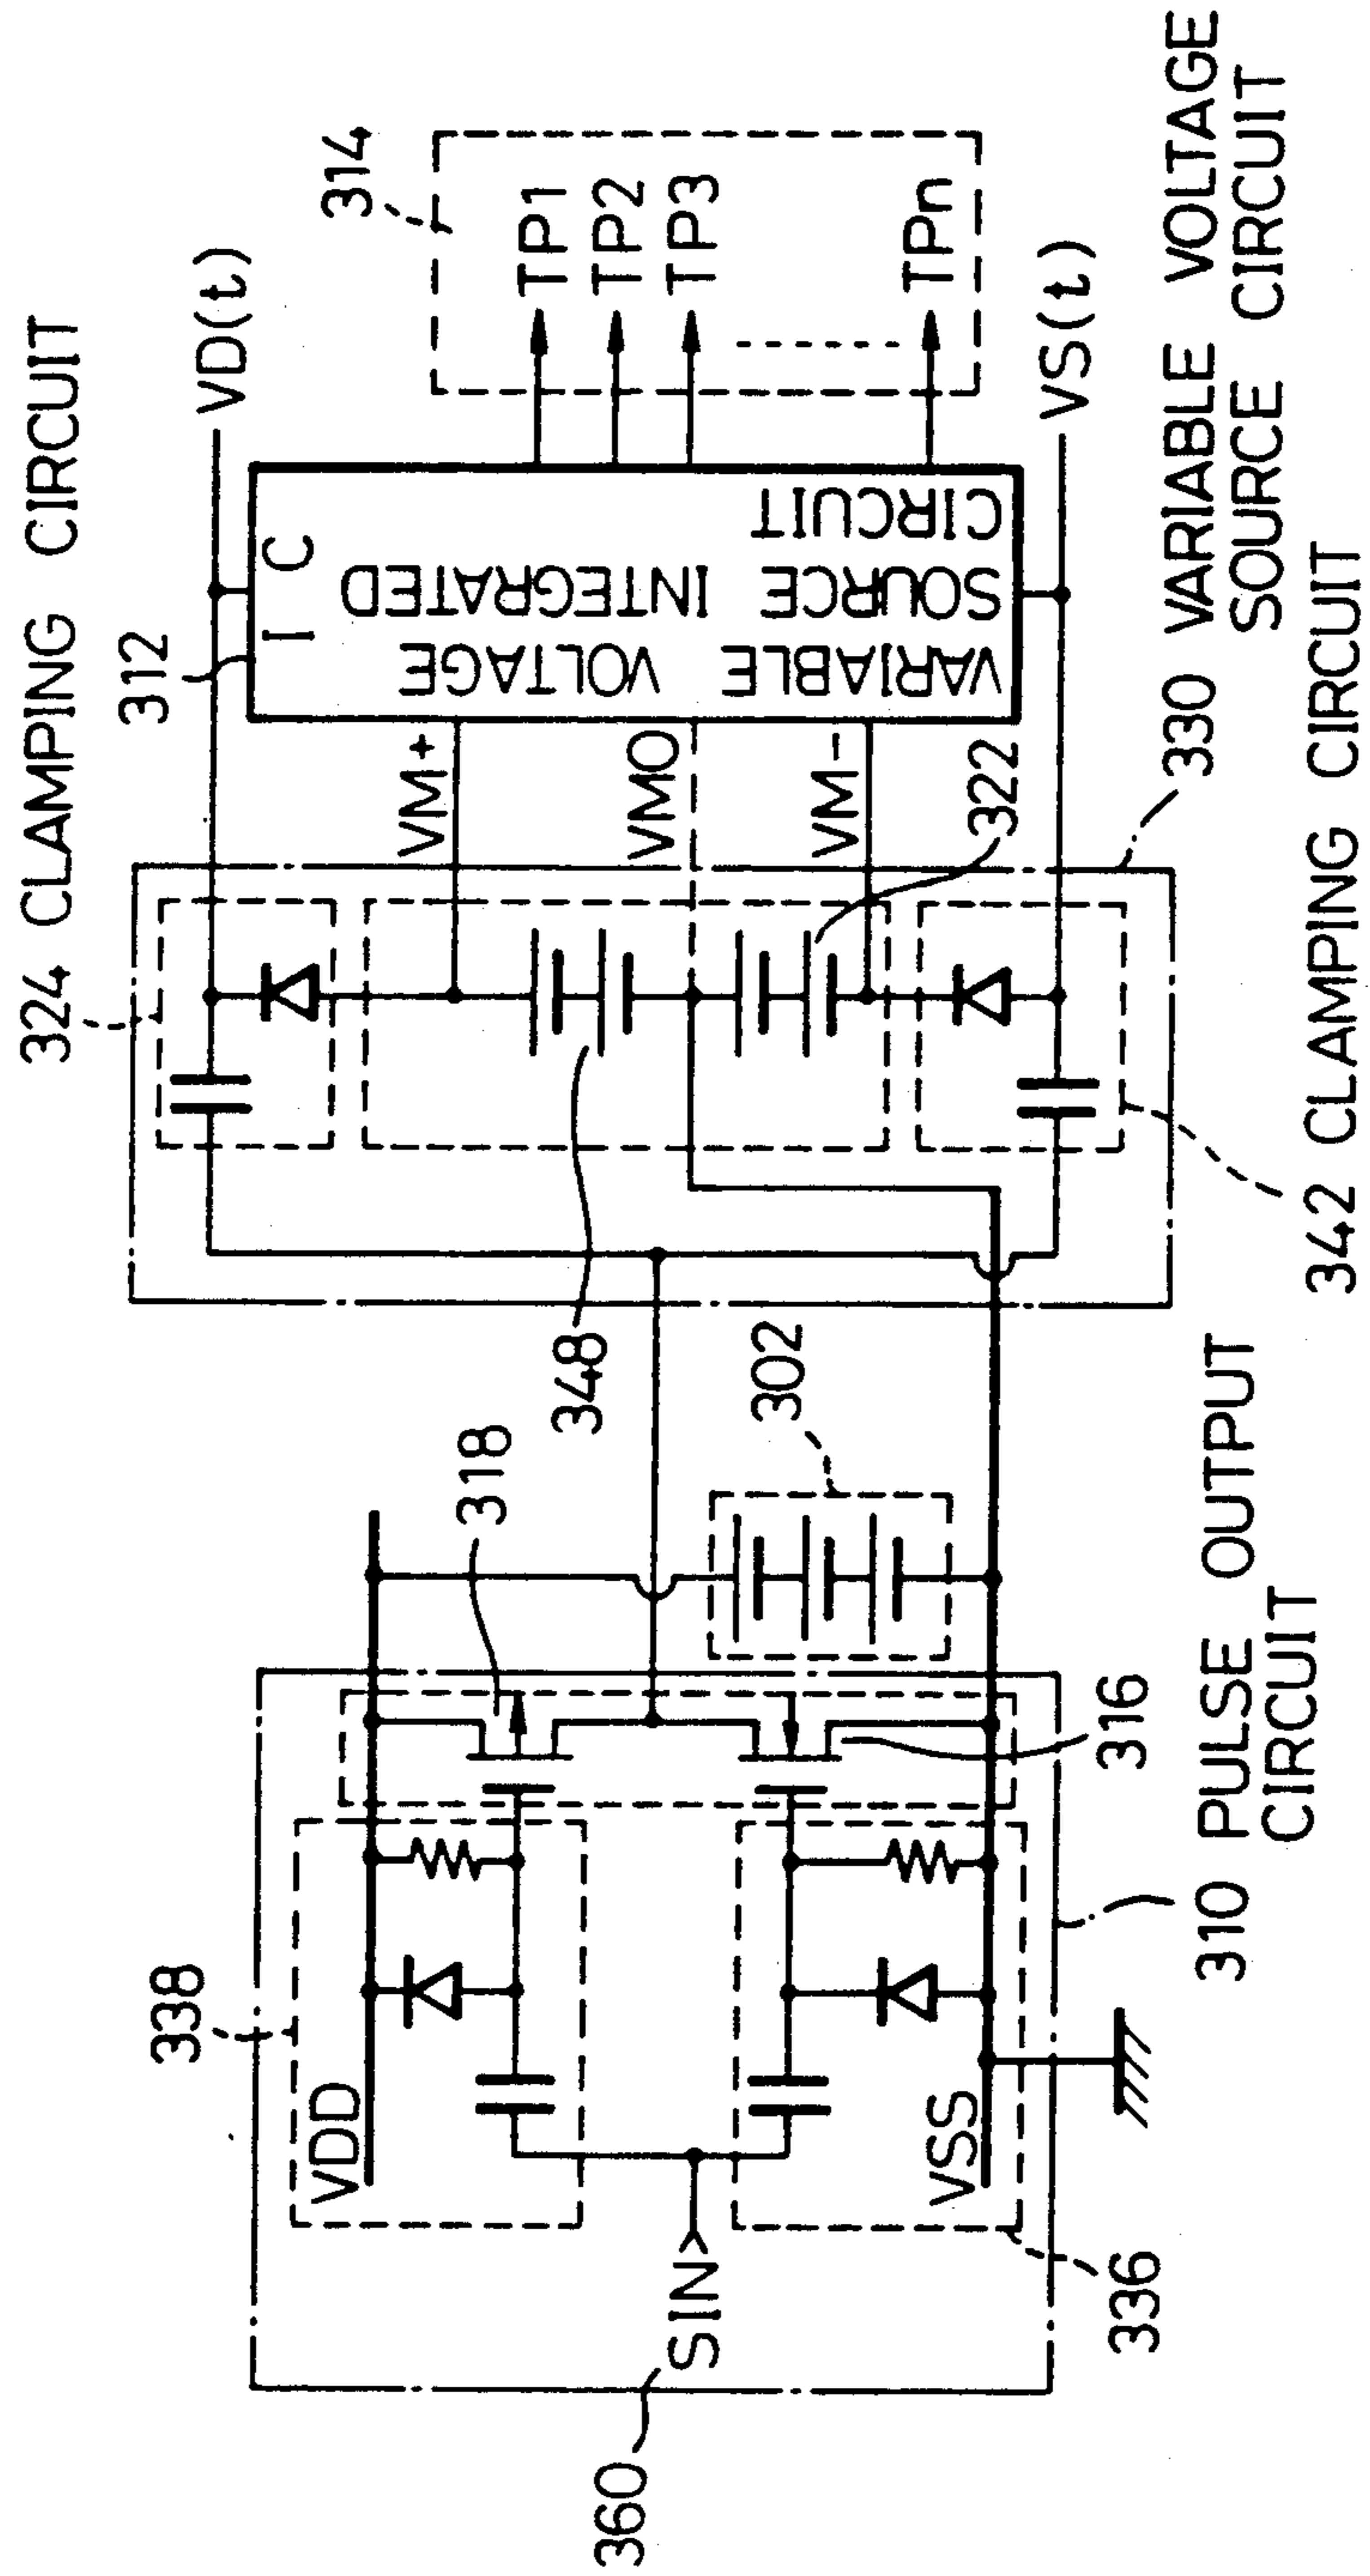 324 CLAMPING CIRCUIT
312
VD(t)
314
I C
VARIABLE VOLTAGE
SOURCE INTEGRATED
CIRCUIT
TP1
TP2
TP3
TPn
VM+
VM0
VM-
322
VS(t)
330 VARIABLE VOLTAGE
SOURCE CIRCUIT
342 CLAMPING CIRCUIT
348
302
318
338
VDD
SIN
360
VSS
316
336
310 PULSE OUTPUT
CIRCUIT